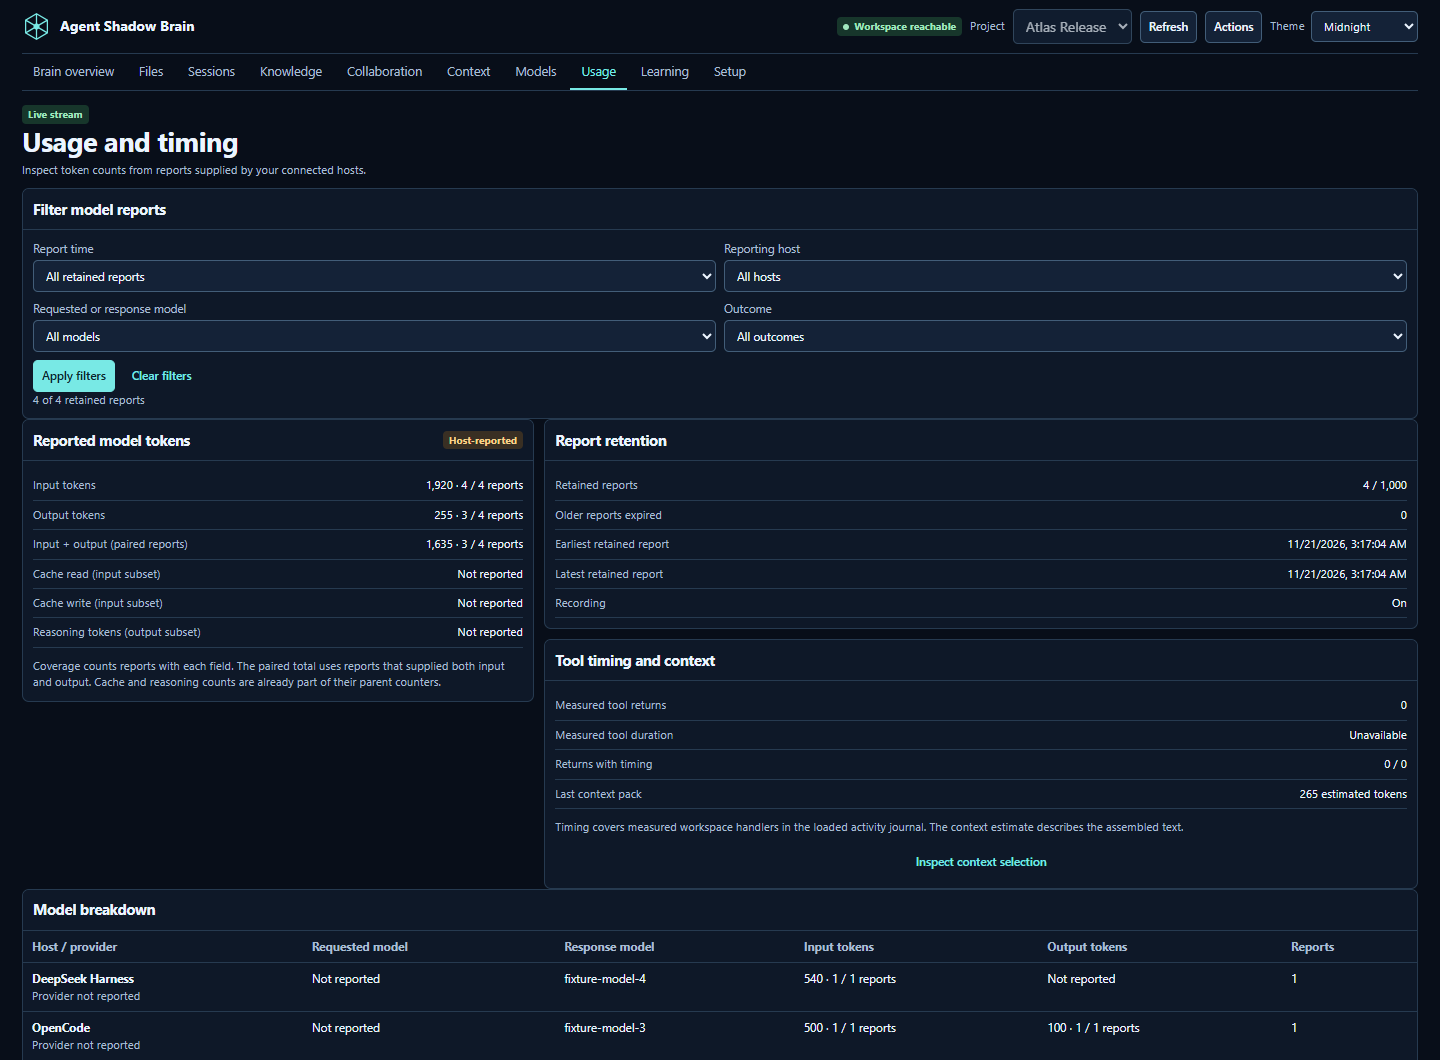 Agent Shadow Brain
Workspace reachable
Project
Atlas Release
Refresh
Actions
Theme
Midnight
Brain overview
Files
Sessions
Knowledge
Collaboration
Context
Models
Usage
Learning
Setup
Live stream
Usage and timing
Inspect token counts from reports supplied by your connected hosts.
Filter model reports
Report time
All retained reports
Reporting host
All hosts
Requested or response model
All models
Outcome
All outcomes
Apply filters
Clear filters
4 of 4 retained reports
Reported model tokens
Host-reported
Input tokens
1,920 · 4 / 4 reports
Output tokens
255 · 3 / 4 reports
Input + output (paired reports)
1,635 · 3 / 4 reports
Cache read (input subset)
Not reported
Cache write (input subset)
Not reported
Reasoning tokens (output subset)
Not reported
Coverage counts reports with each field. The paired total uses reports that supplied both input
and output. Cache and reasoning counts are already part of their parent counters.
Report retention
Retained reports
4 / 1,000
Older reports expired
0
Earliest retained report
11/21/2026, 3:17:04 AM
Latest retained report
11/21/2026, 3:17:04 AM
Recording
On
Tool timing and context
Measured tool returns
0
Measured tool duration
Unavailable
Returns with timing
0 / 0
Last context pack
265 estimated tokens
Timing covers measured workspace handlers in the loaded activity journal. The context estimate describes the assembled text.
Inspect context selection
Model breakdown
Host / provider
Requested model
Response model
Input tokens
Output tokens
Reports
DeepSeek Harness
Provider not reported
Not reported
fixture-model-4
540 · 1 / 1 reports
Not reported
1
OpenCode
Provider not reported
Not reported
fixture-model-3
500 · 1 / 1 reports
100 · 1 / 1 reports
1